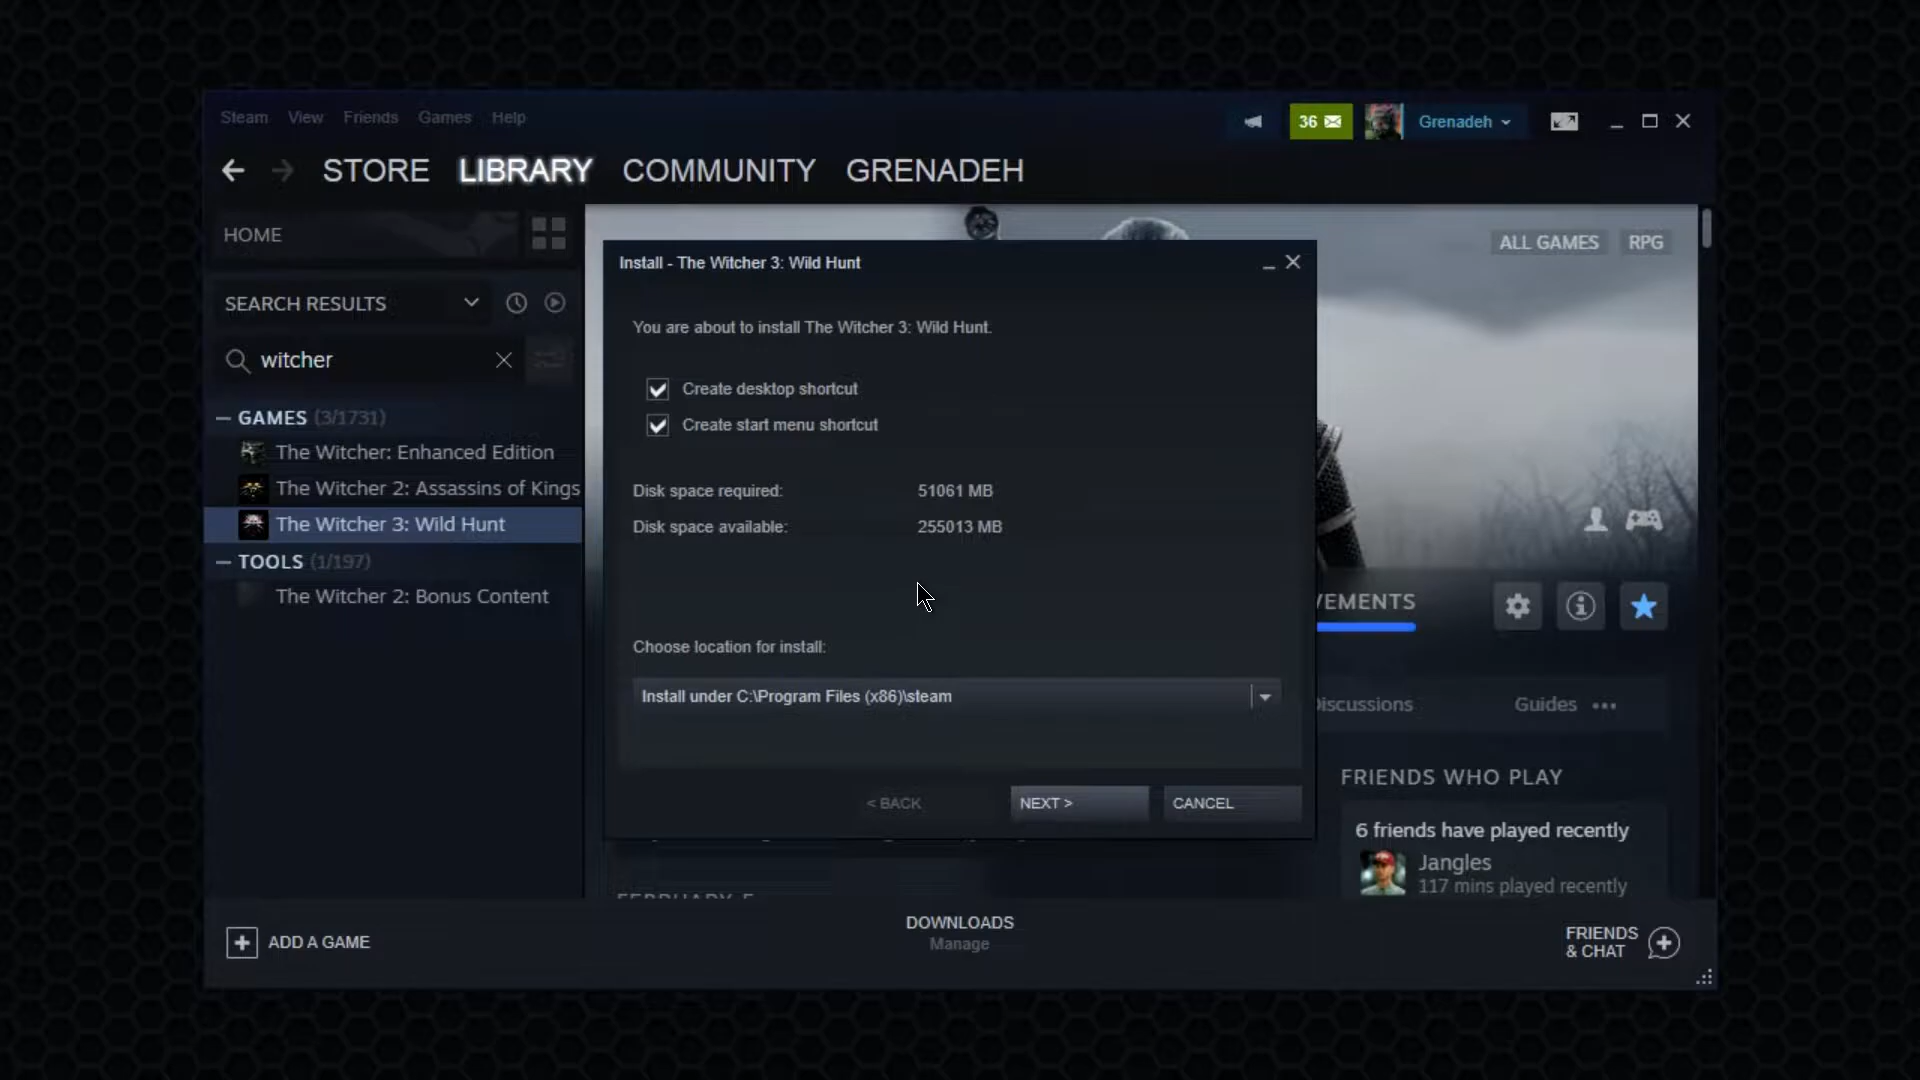 Steam View Friends Games Help
36 Grenadeh
STORE LIBRARY COMMUNITY GRENADEH
HOME
SEARCH RESULTS
witcher
GAMES (3/1731)
The Witcher: Enhanced Edition
The Witcher 2: Assassins of Kings
The Witcher 3: Wild Hunt
TOOLS (1/197)
The Witcher 2: Bonus Content
ALL GAMES RPG
Install - The Witcher 3: Wild Hunt
You are about to install The Witcher 3: Wild Hunt.
Create desktop shortcut
Create start menu shortcut
Disk space required: 51061 MB
Disk space available: 255013 MB
Choose location for install:
Install under C:\Program Files (x86)\steam
< BACK NEXT > CANCEL
VEMENTS
Discussions Guides
FRIENDS WHO PLAY
6 friends have played recently
Jangles
117 mins played recently
ADD A GAME
DOWNLOADS
Manage
FRIENDS
& CHAT